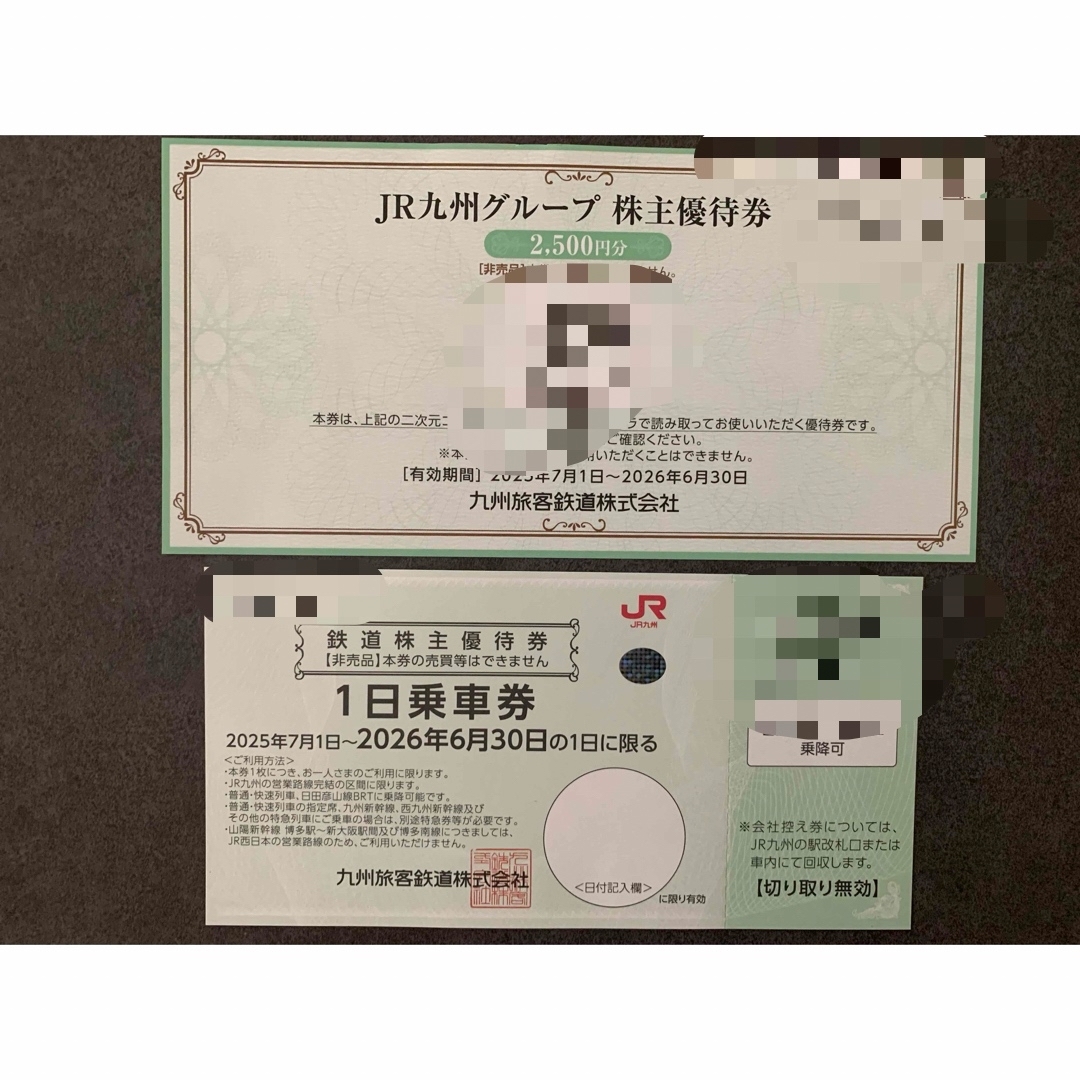 JR九州グループ 株主優待券
2,500円分
[非売品] せん。
本券は、上記の二次元コ ラで読み取ってお使いいただく優待券です。
ご確認ください。
※本 用いただくことはできません。
[有効期間] 2025年7月1日～2026年6月30日
九州旅客鉄道株式会社
JR
JR九州
鉄道株主優待券
【非売品】本券の売買等はできません
1日乗車券
2025年7月1日～2026年6月30日の1日に限る
＜ご利用方法＞
・本券1枚につき、お一人さまのご利用に限ります。
・JR九州の営業路線完結の区間に限ります。
・普通・快速列車、日田彦山線BRTに乗降可能です。
・普通・快速列車の指定席、九州新幹線、西九州新幹線及び
その他の特急列車にご乗車の場合は、別途特急券等が必要です。
・山陽新幹線 博多駅～新大阪駅間及び博多南線につきましては、
JR西日本の営業路線のため、ご利用いただけません。
九州旅客鉄道株式会社
＜日付記入欄＞
に限り有効
乗降可
※会社控え券については、
JR九州の駅改札口または
車内にて回収します。
【切り取り無効】